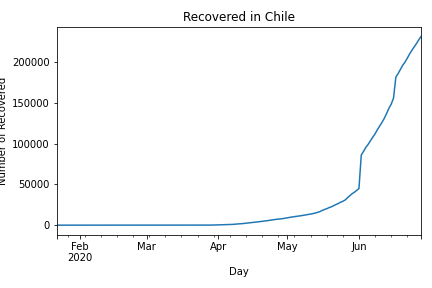 Recovered in Chile
Number of Recovered
200000
150000
100000
50000
0
Feb
2020
Mar
Apr
May
Jun
Day